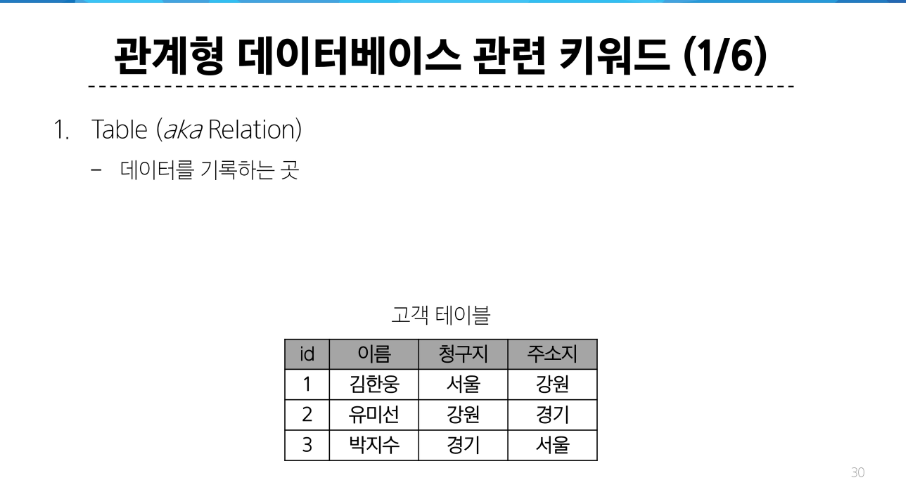 관계형 데이터베이스 관련 키워드 (1/6)
1. Table (aka Relation)
– 데이터를 기록하는 곳
고객 테이블
id 이름 청구지 주소지
1 김한웅 서울 강원
2 유미선 강원 경기
3 박지수 경기 서울
30